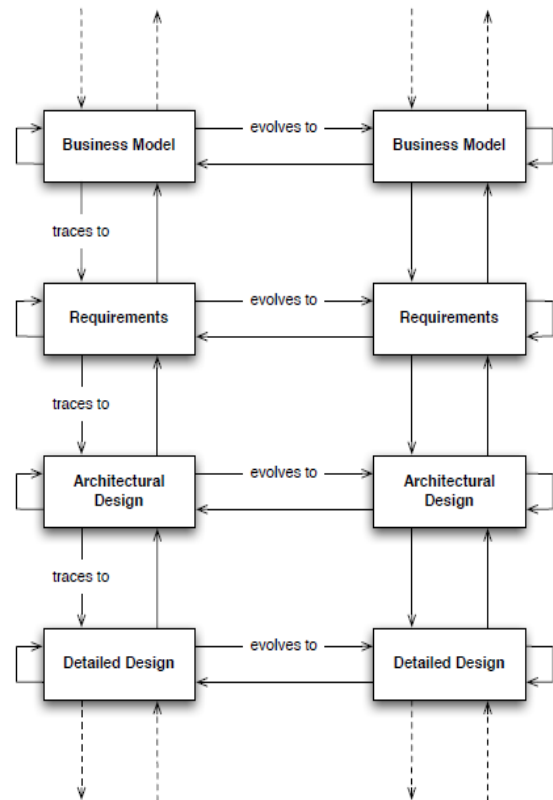 evolves to
Business Model
Business Model
traces to
evolves to
Requirements
Requirements
traces to
evolves to
Architectural
Design
Architectural
Design
traces to
evolves to
Detailed Design
Detailed Design